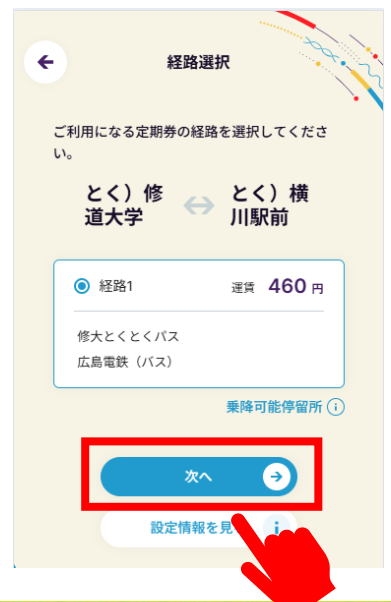 経路選択
ご利用になる定期券の経路を選択してくださ
い。
とく）修
道大学
とく）横
川駅前
経路1 運賃 460 円
修大とくとくパス
広島電鉄（バス）
乗降可能停留所
次へ
設定情報を見